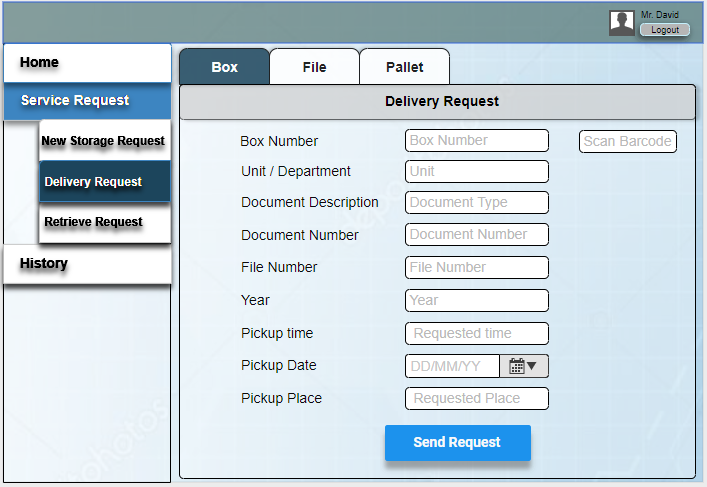 Mr. David
Logout
Home
Service Request
New Storage Request
Delivery Request
Retrieve Request
History
Box File Pallet
Delivery Request
Box Number Box Number Scan Barcode
Unit / Department Unit
Document Description Document Type
Document Number Document Number
File Number File Number
Year Year
Pickup time Requested time
Pickup Date DD/MM/YY
Pickup Place Requested Place
Send Request
depositphotos